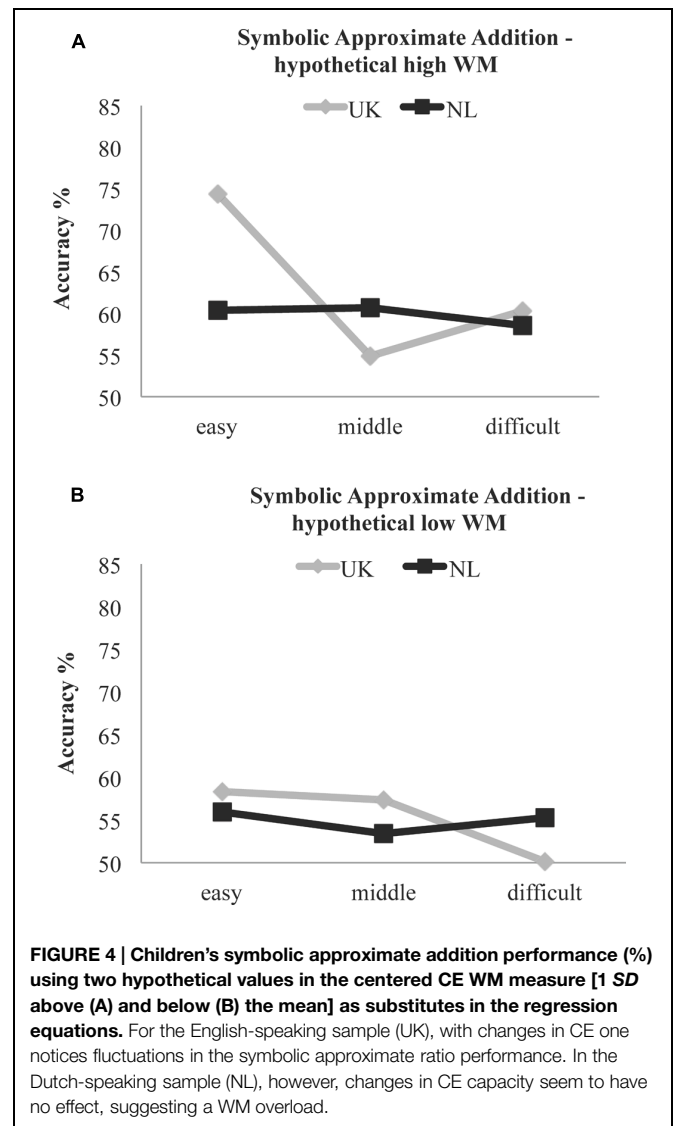 A
Symbolic Approximate Addition -
hypothetical high WM
UK NL
85
80
75
70
65
60
55
50
Accuracy %
easy middle difficult
B
Symbolic Approximate Addition -
hypothetical low WM
UK NL
85
80
75
70
65
60
55
50
Accuracy %
easy middle difficult
FIGURE 4 | Children's symbolic approximate addition performance (%)
using two hypothetical values in the centered CE WM measure [1 SD
above (A) and below (B) the mean] as substitutes in the regression
equations. For the English-speaking sample (UK), with changes in CE one
notices fluctuations in the symbolic approximate ratio performance. In the
Dutch-speaking sample (NL), however, changes in CE capacity seem to have
no effect, suggesting a WM overload.